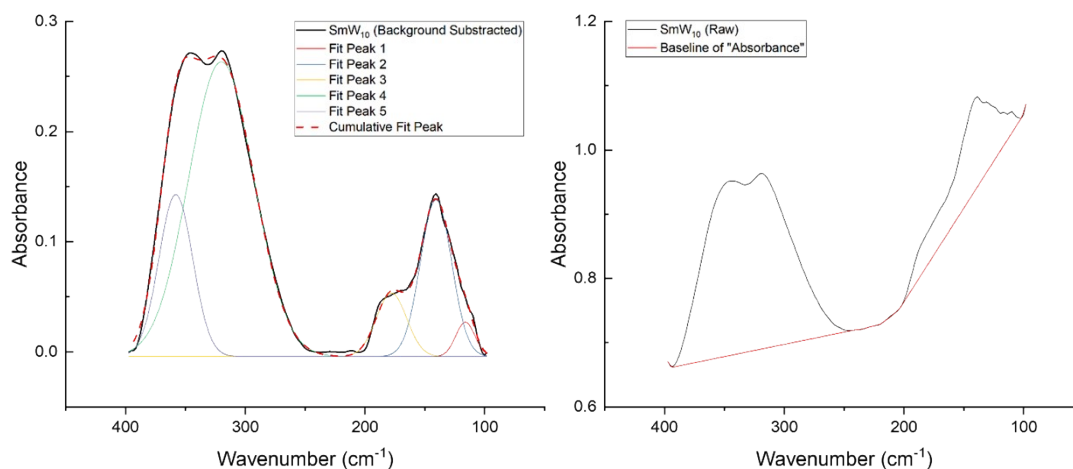 0.3
0.2
0.1
0.0
Absorbance
400
300
200
100
Wavenumber (cm⁻¹)
SmW₁₀ (Background Substracted)
Fit Peak 1
Fit Peak 2
Fit Peak 3
Fit Peak 4
Fit Peak 5
Cumulative Fit Peak
1.2
1.0
0.8
0.6
Absorbance
400
300
200
100
Wavenumber (cm⁻¹)
SmW₁₀ (Raw)
Baseline of "Absorbance"